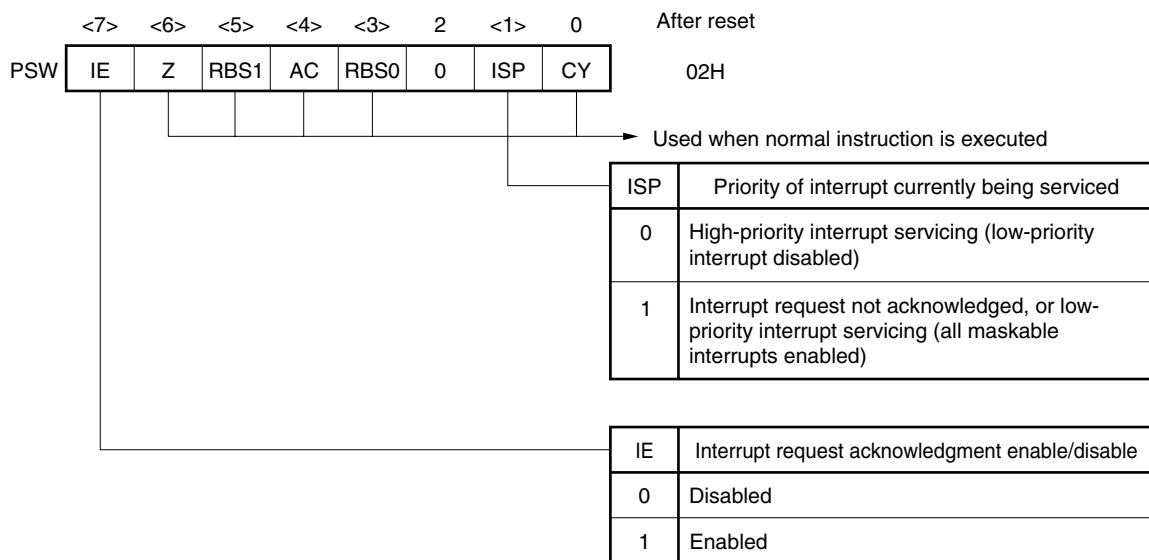 <7> <6> <5> <4> <3> 2 <1> 0 After reset
PSW IE Z RBS1 AC RBS0 0 ISP CY 02H
Used when normal instruction is executed
ISP Priority of interrupt currently being serviced
0 High-priority interrupt servicing (low-priority
interrupt disabled)
1 Interrupt request not acknowledged, or low-
priority interrupt servicing (all maskable
interrupts enabled)
IE Interrupt request acknowledgment enable/disable
0 Disabled
1 Enabled